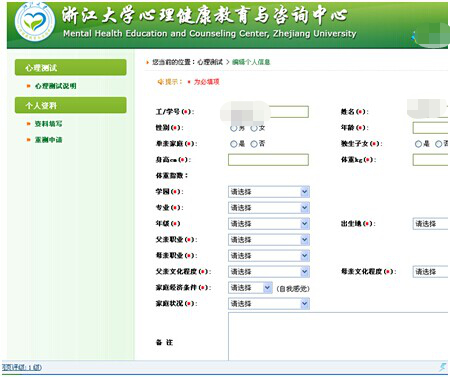 浙江大学心理健康教育与咨询中心
Mental Health Education and Counseling Center, Zhejiang University
心理测试
心理测试说明
个人资料
资料填写
重测申请
您当前的位置：心理测试 > 编辑个人信息
提示： * 为必填项
工/学号(*)： 姓名(*)：
性别(*)： 男 女 年龄(*)：
单亲家庭(*)： 是 否 独生子女(*)： 是 否
身高cm(*)： 体重kg(*)：
体重指数：
学园(*)： 请选择
专业(*)： 请选择
年级(*)： 请选择 出生地(*)： 请选择
父亲职业(*)： 请选择
母亲职业(*)： 请选择
父亲文化程度(*)： 请选择 母亲文化程度(*)： 请选择
家庭经济条件(*)： 请选择 (自我感觉)
家庭状况(*)： 请选择
备 注